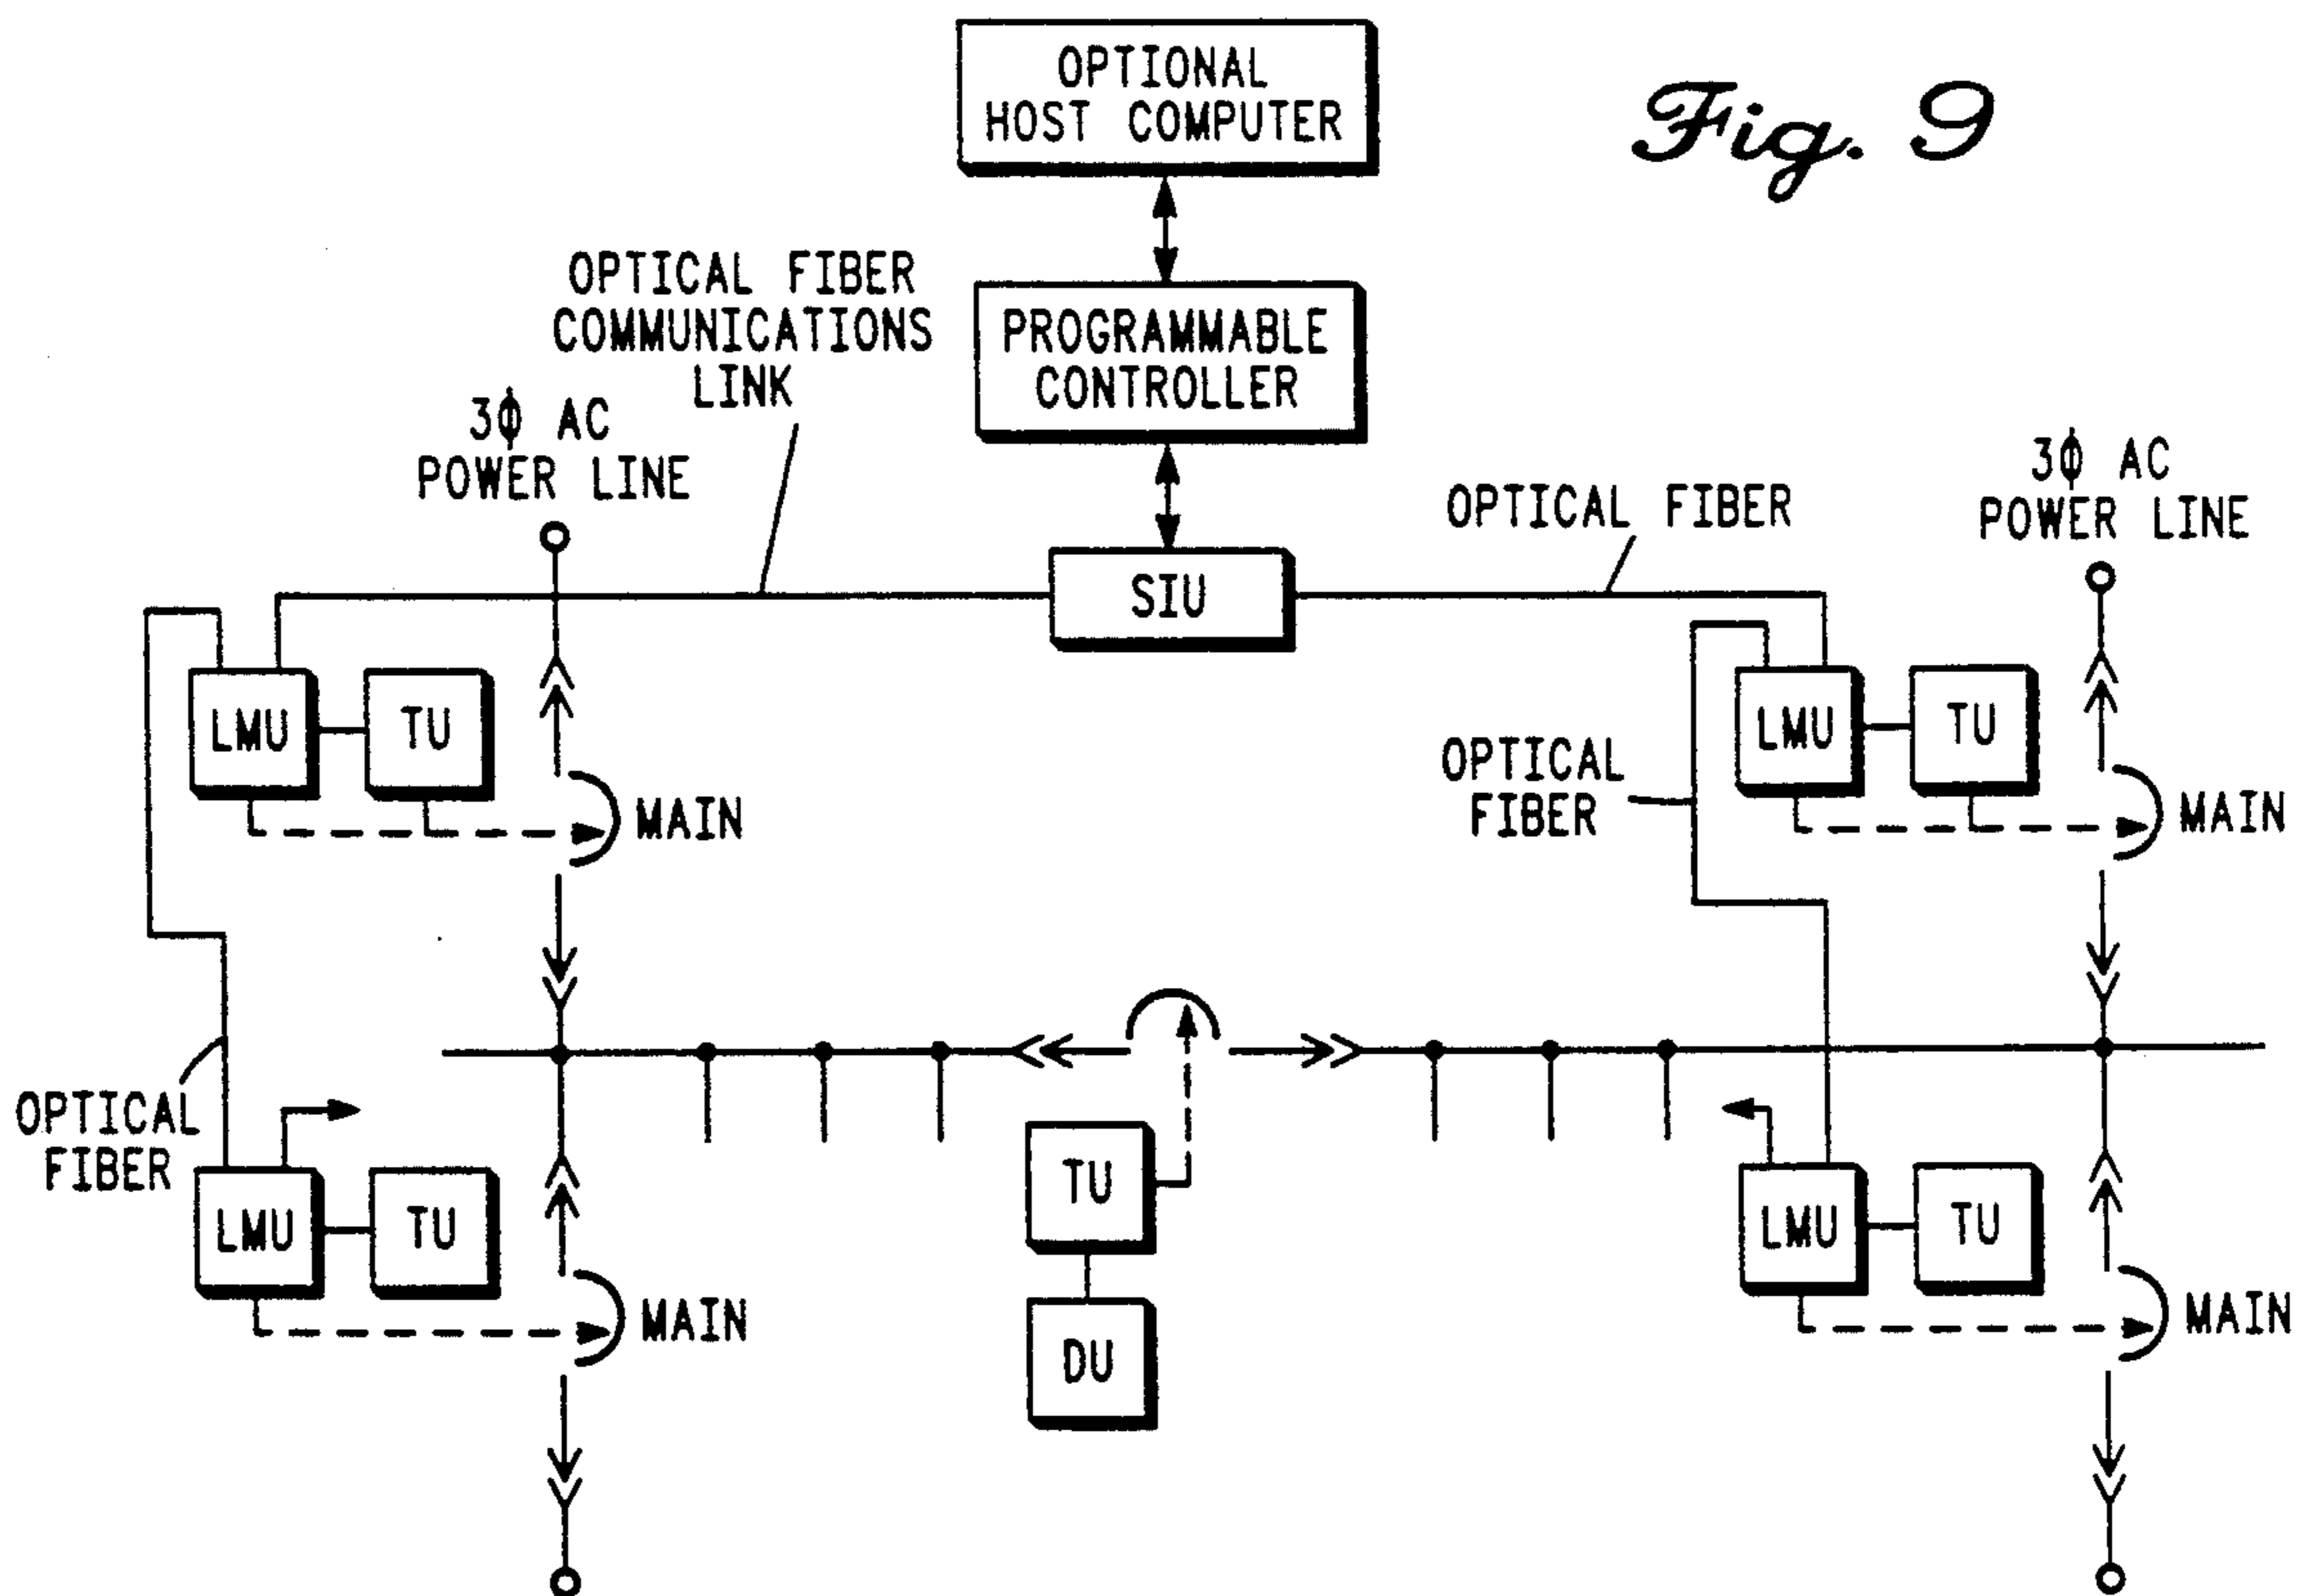 OPTIONAL
HOST COMPUTER
Fig. 9
OPTICAL FIBER
COMMUNICATIONS
LINK
PROGRAMMABLE
CONTROLLER
3ϕ AC
POWER LINE
3ϕ AC
POWER LINE
OPTICAL FIBER
SIU
LMU
TU
MAIN
OPTICAL
FIBER
LMU
TU
MAIN
OPTICAL
FIBER
LMU
TU
MAIN
TU
DU
LMU
TU
MAIN